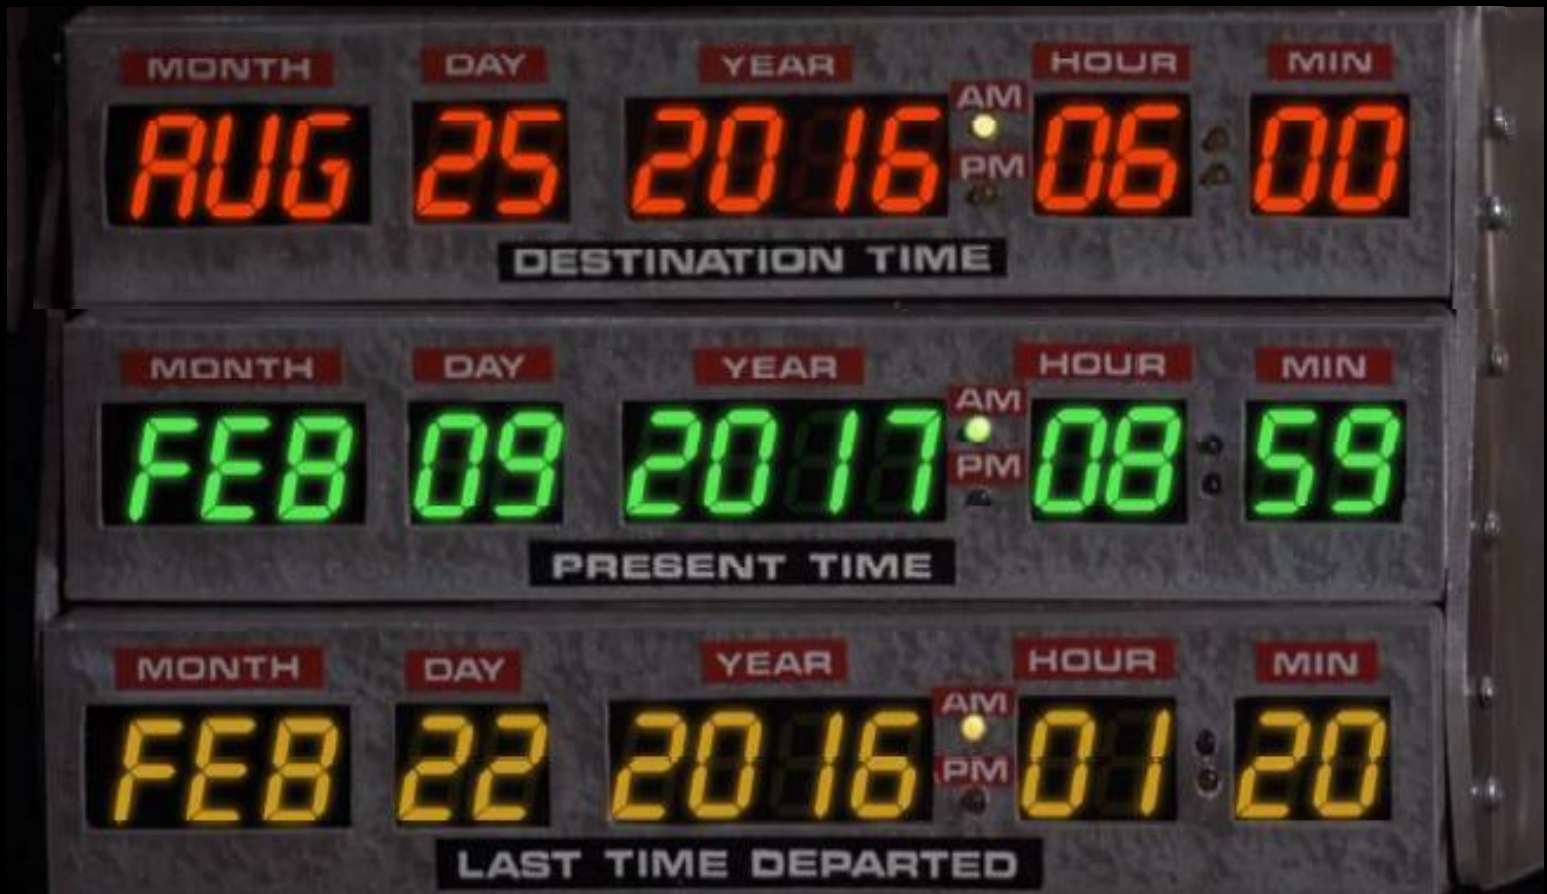 MONTH DAY YEAR HOUR MIN
AM
AUG 25 2016 06 00
PM
DESTINATION TIME
MONTH DAY YEAR HOUR MIN
AM
FEB 09 2017 08 59
PM
PRESENT TIME
MONTH DAY YEAR HOUR MIN
AM
FEB 22 2016 01 20
PM
LAST TIME DEPARTED